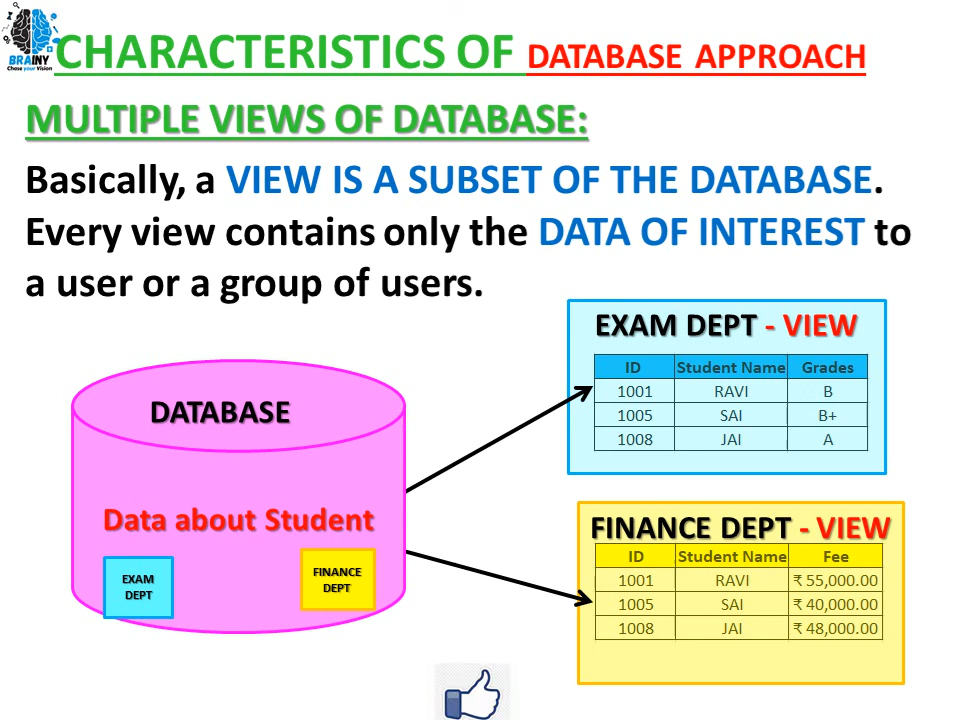 BRAINY
Chase your Vision
CHARACTERISTICS OF DATABASE APPROACH
MULTIPLE VIEWS OF DATABASE:
Basically, a VIEW IS A SUBSET OF THE DATABASE.
Every view contains only the DATA OF INTEREST to
a user or a group of users.
DATABASE
Data about Student
EXAM
DEPT
FINANCE
DEPT
EXAM DEPT - VIEW
ID Student Name Grades
1001 RAVI B
1005 SAI B+
1008 JAI A
FINANCE DEPT - VIEW
ID Student Name Fee
1001 RAVI ₹ 55,000.00
1005 SAI ₹ 40,000.00
1008 JAI ₹ 48,000.00